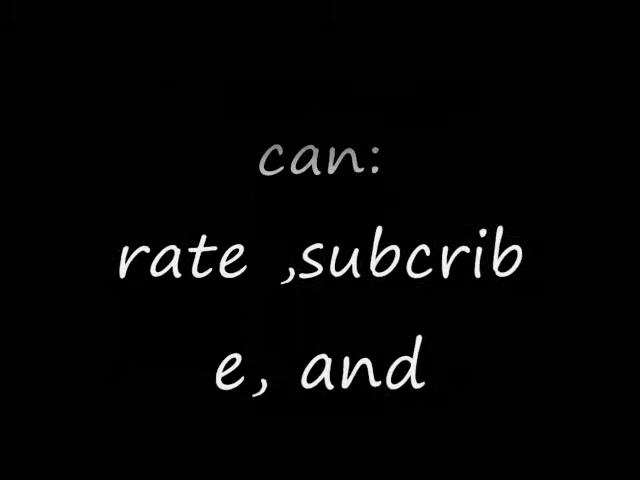 can:
rate ,subcrib
e, and